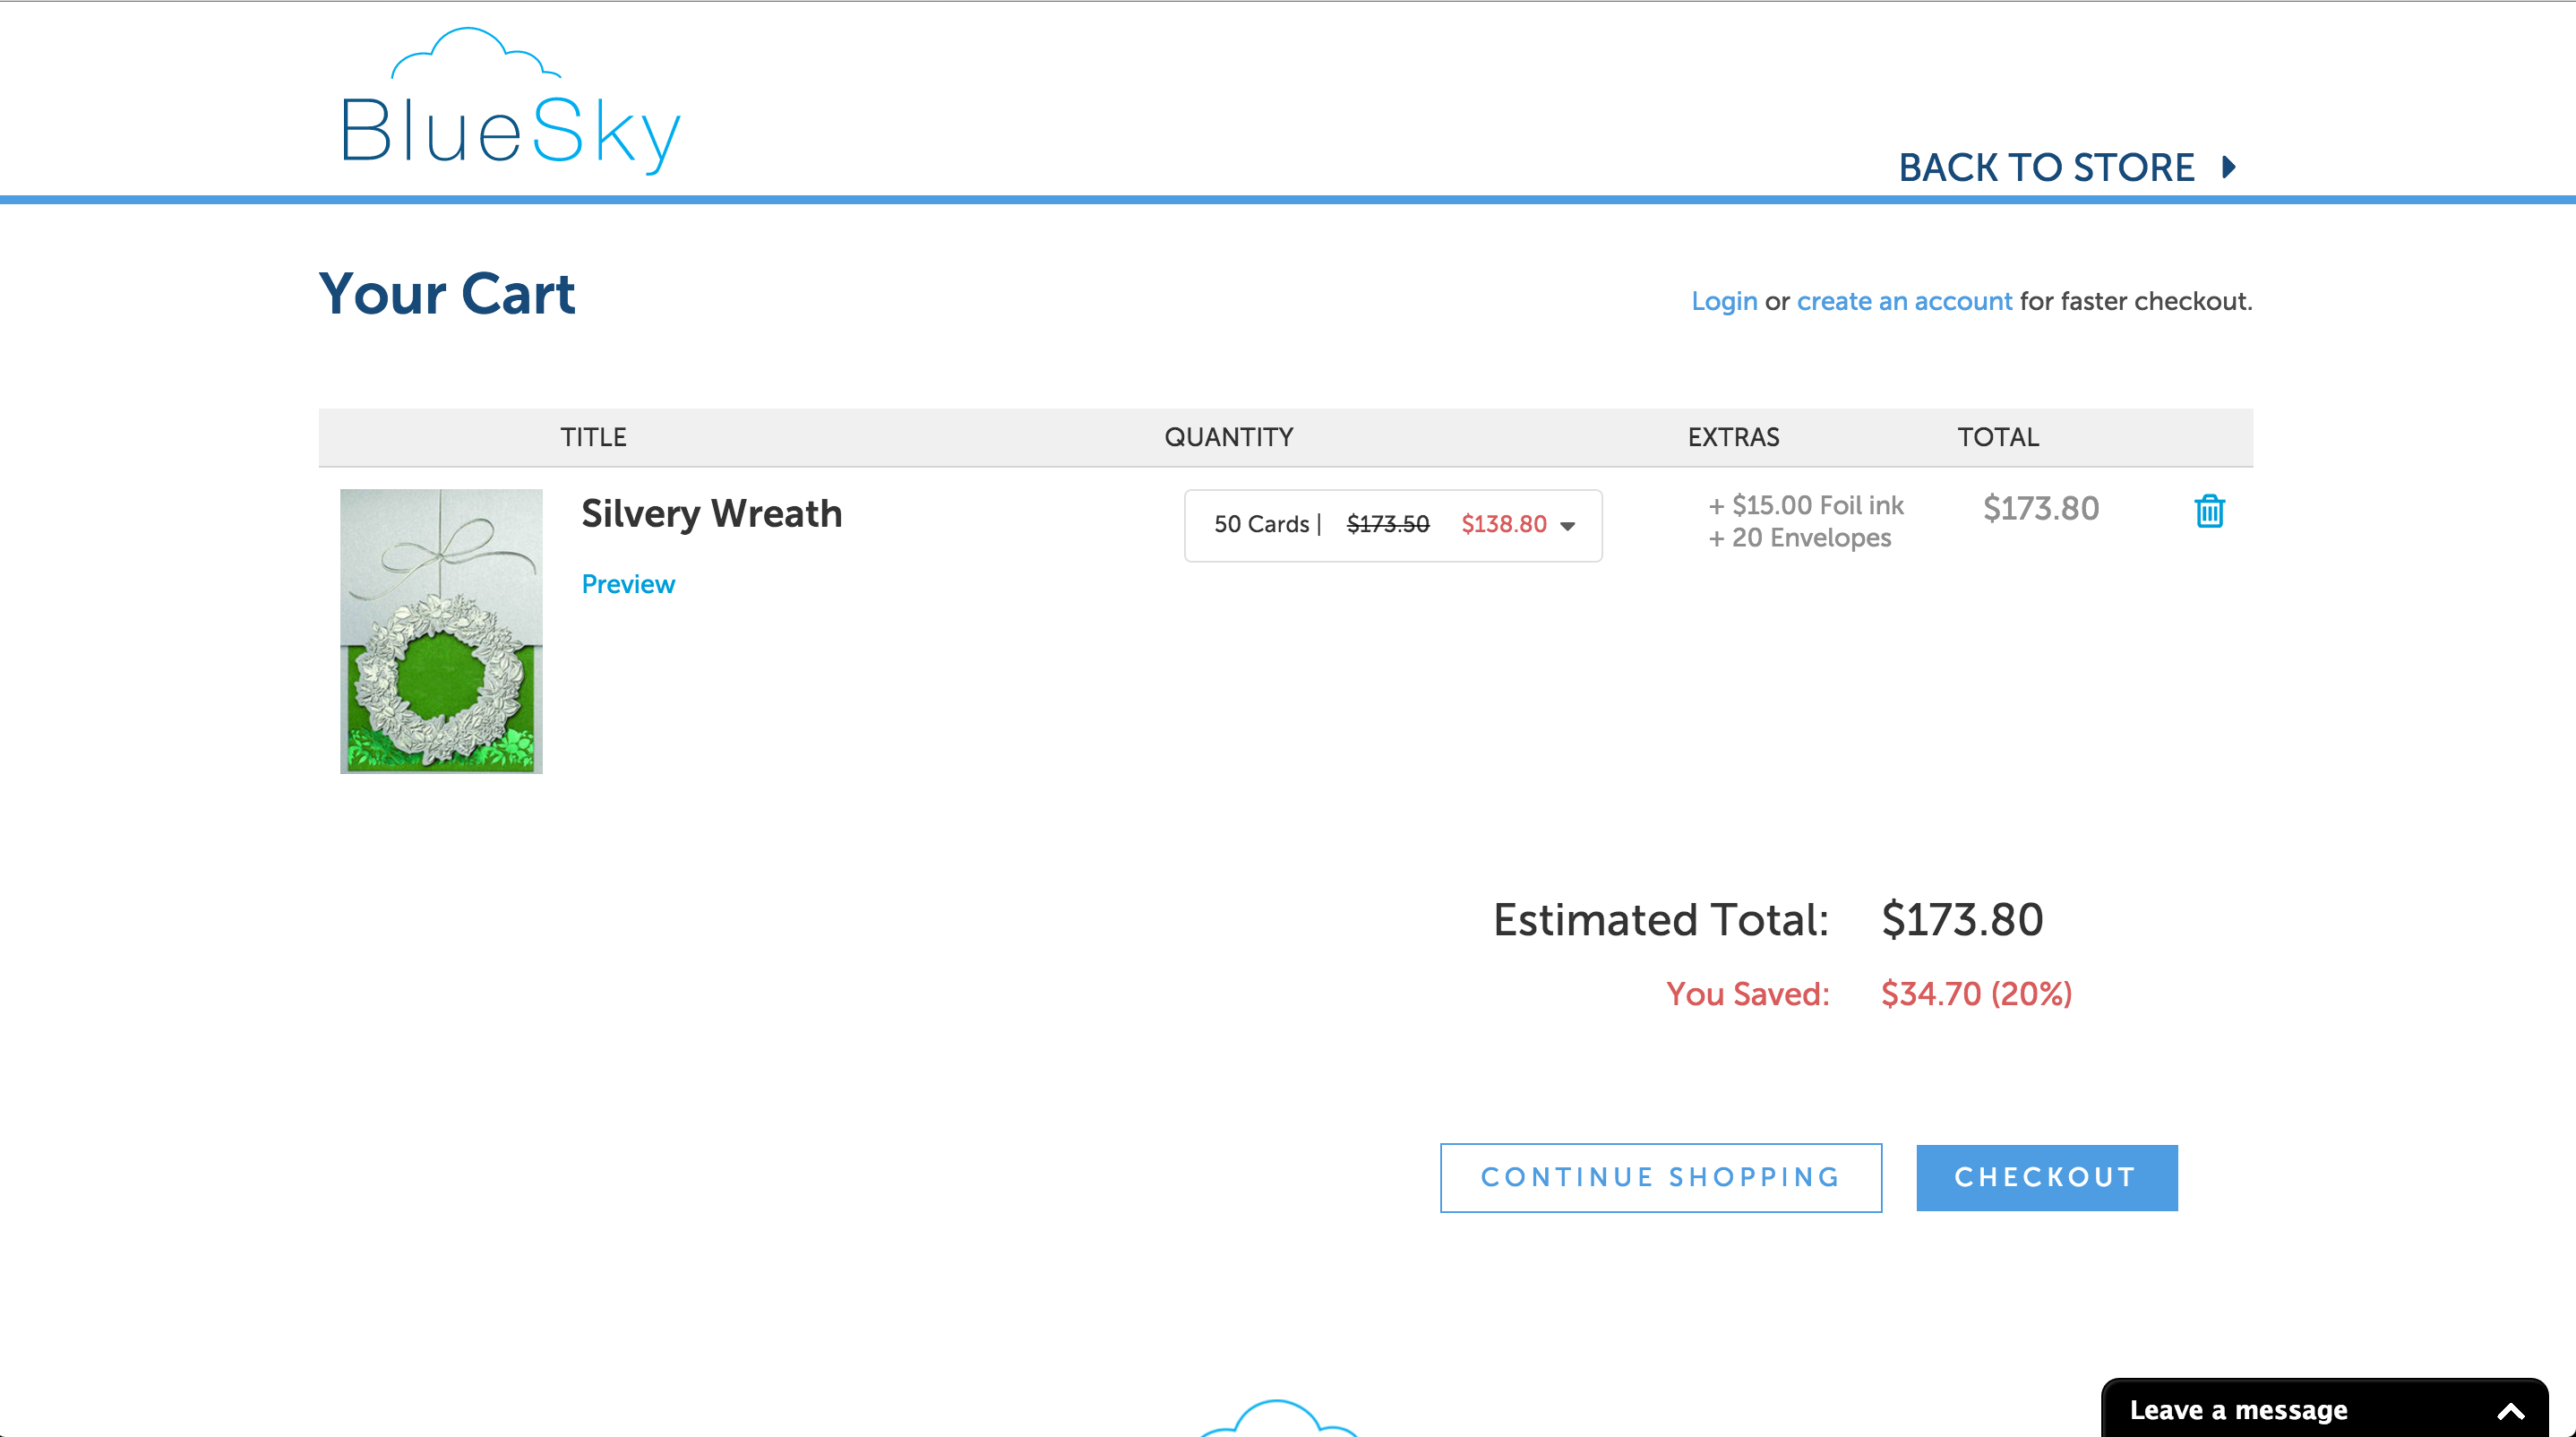 BlueSky
BACK TO STORE
Your Cart
Login or create an account for faster checkout.
TITLE QUANTITY EXTRAS TOTAL
Silvery Wreath
Preview
50 Cards | $173.50 $138.80
+ $15.00 Foil ink
+ 20 Envelopes
$173.80
Estimated Total: $173.80
You Saved: $34.70 (20%)
CONTINUE SHOPPING
CHECKOUT
Leave a message